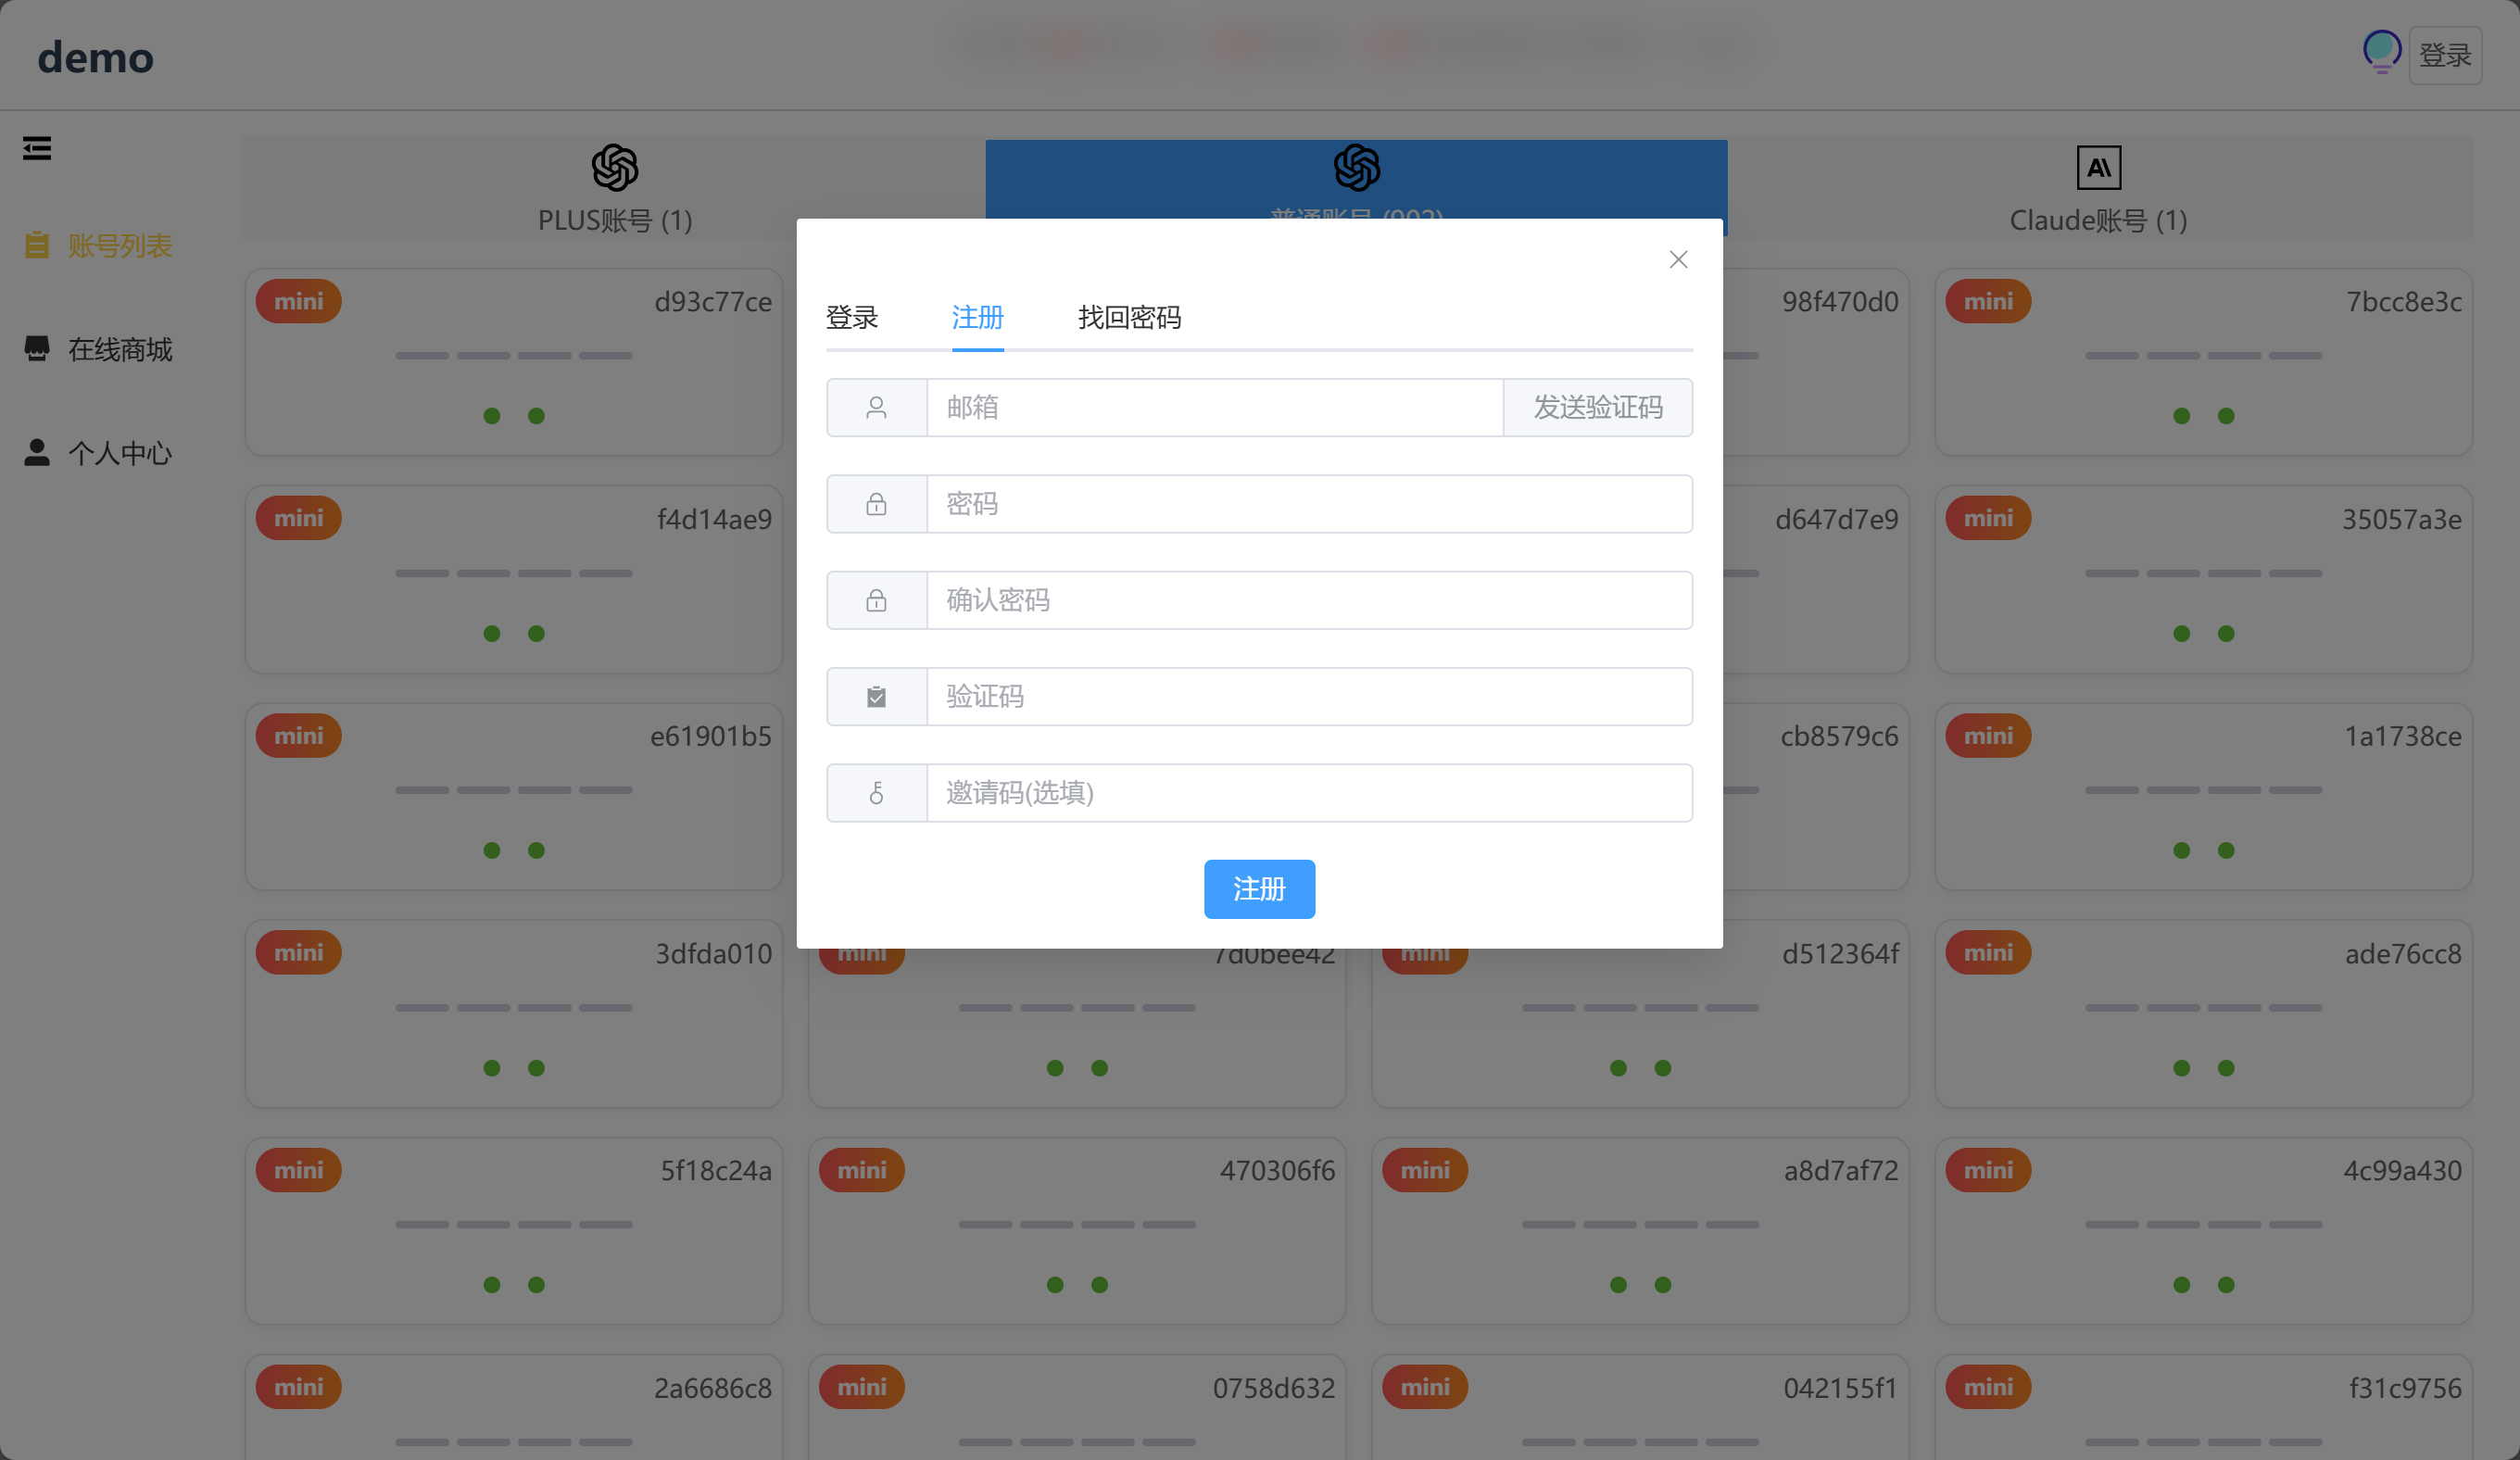 demo
登录
PLUS账号 (1)
Claude账号 (1)
账号列表
在线商城
个人中心
登录
注册
找回密码
邮箱
发送验证码
密码
确认密码
验证码
邀请码(选填)
注册
mini
d93c77ce
98f470d0
mini
7bcc8e3c
mini
f4d14ae9
d647d7e9
mini
35057a3e
mini
e61901b5
cb8579c6
mini
1a1738ce
mini
3dfda010
mini
7d0bee42
mini
d512364f
mini
ade76cc8
mini
5f18c24a
mini
470306f6
mini
a8d7af72
mini
4c99a430
mini
2a6686c8
mini
0758d632
mini
042155f1
mini
f31c9756